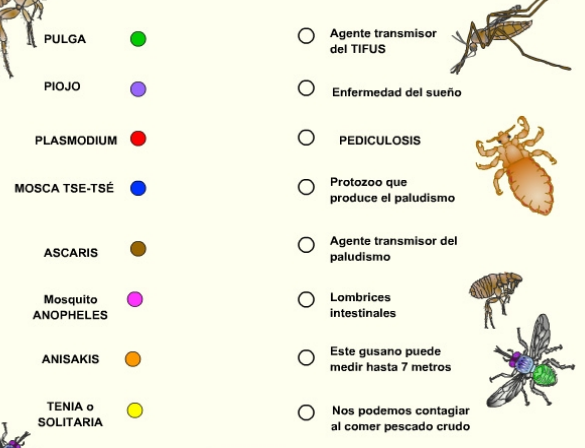 PULGA
PIOJO
PLASMODIUM
MOSCA TSE-TSÉ
ASCARIS
Mosquito
ANOPHELES
ANISAKIS
TENIA o
SOLITARIA
Agente transmisor
del TIFUS
Enfermedad del sueño
PEDICULOSIS
Protozoo que
produce el paludismo
Agente transmisor del
paludismo
Lombrices
intestinales
Este gusano puede
medir hasta 7 metros
Nos podemos contagiar
al comer pescado crudo